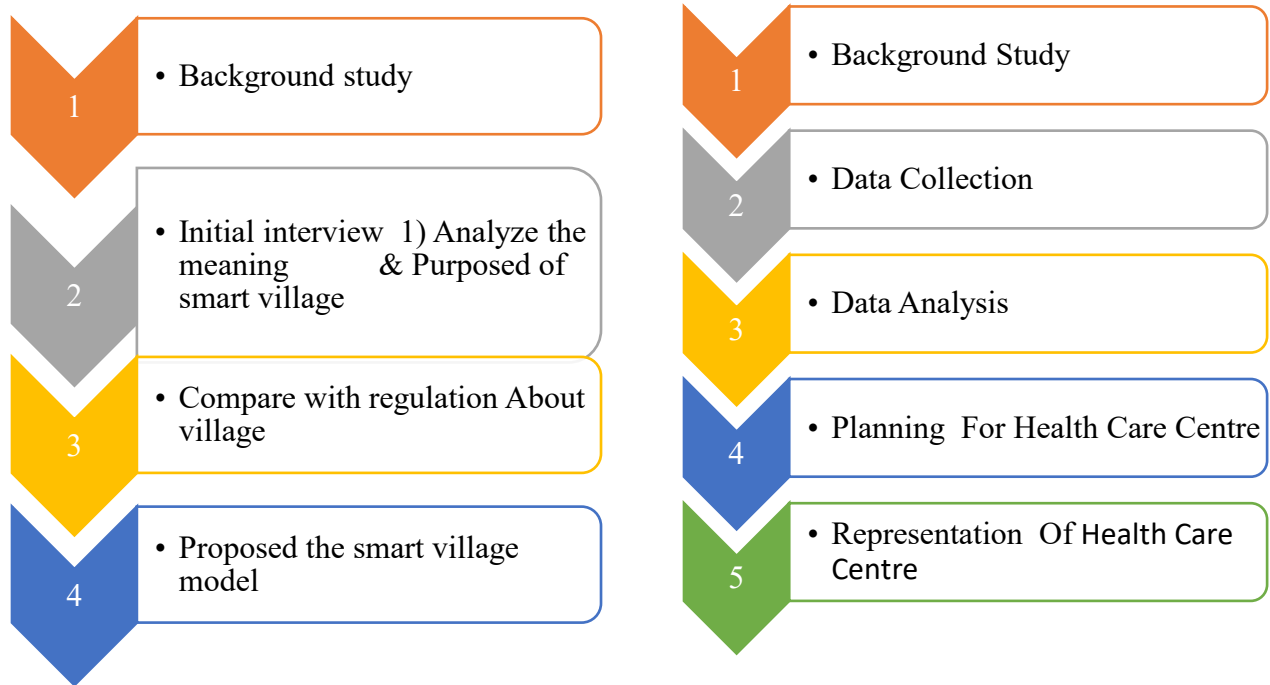 1
• Background study
2
• Initial interview 1) Analyze the
meaning & Purposed of
smart village
3
• Compare with regulation About
village
4
• Proposed the smart village
model
1
• Background Study
2
• Data Collection
3
• Data Analysis
4
• Planning For Health Care Centre
5
• Representation Of Health Care
Centre